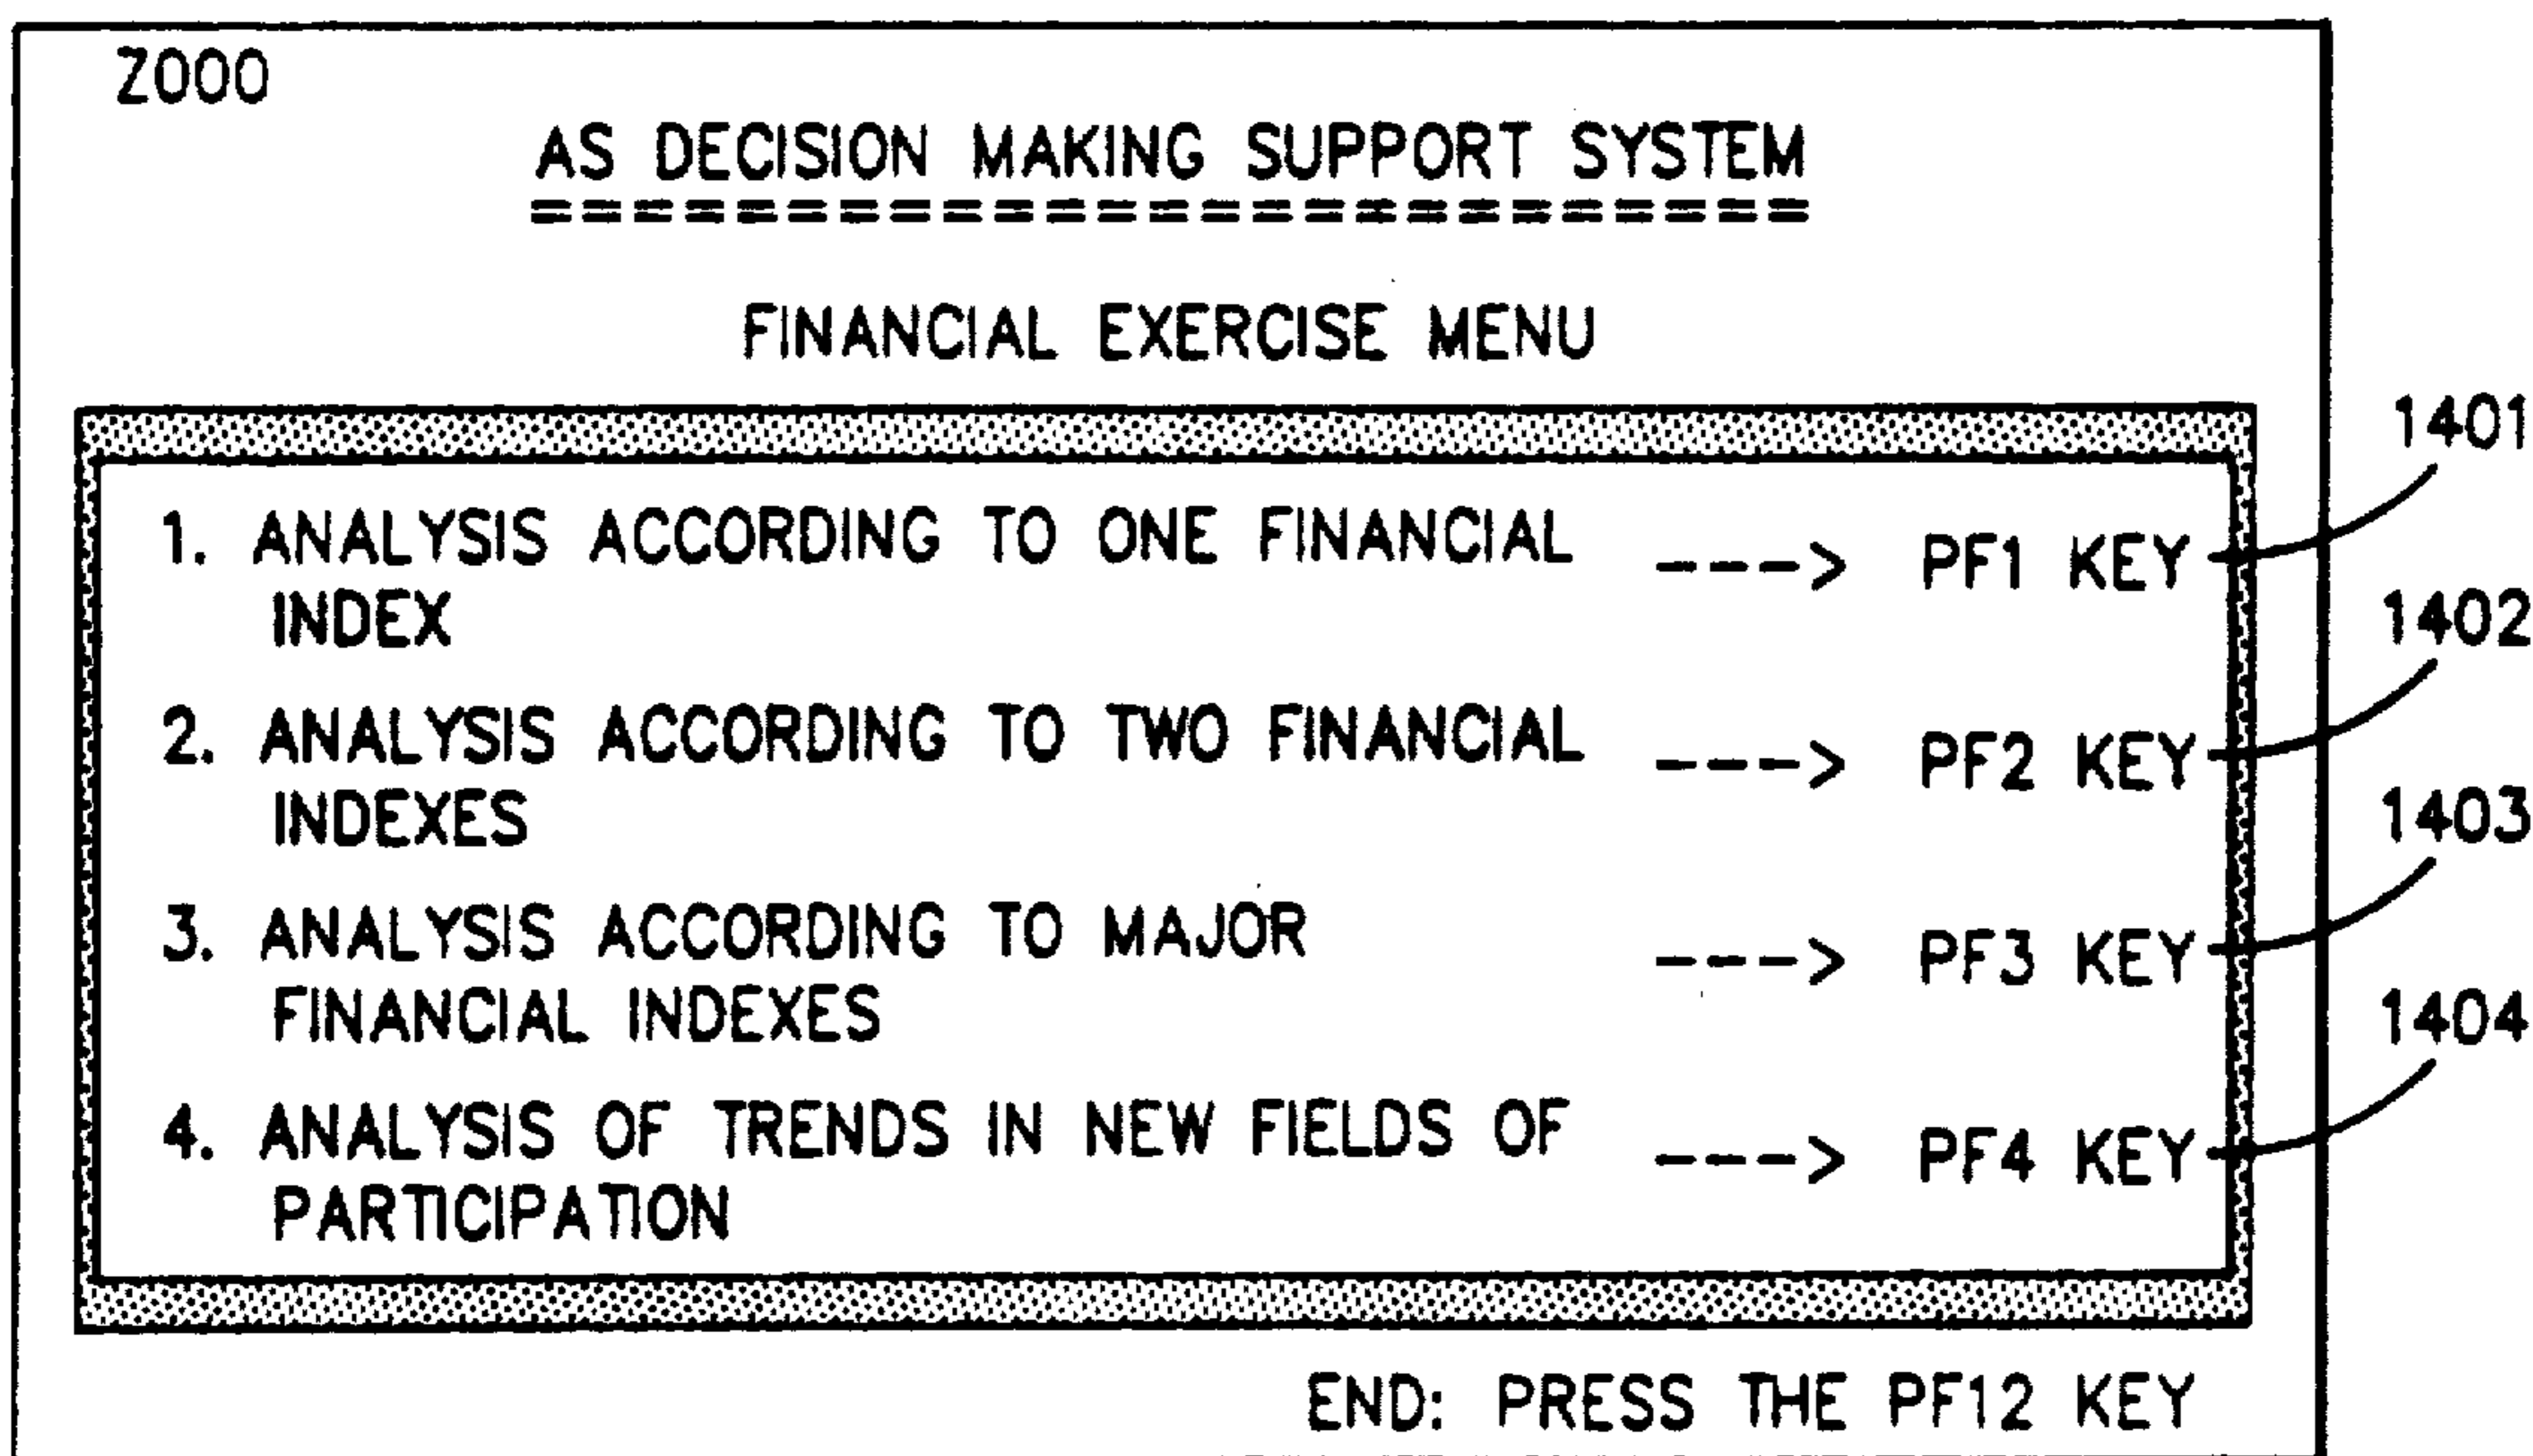 Z000
AS DECISION MAKING SUPPORT SYSTEM
=========================
FINANCIAL EXERCISE MENU
1401
1. ANALYSIS ACCORDING TO ONE FINANCIAL ---> PF1 KEY
INDEX
1402
2. ANALYSIS ACCORDING TO TWO FINANCIAL ---> PF2 KEY
INDEXES
1403
3. ANALYSIS ACCORDING TO MAJOR ---> PF3 KEY
FINANCIAL INDEXES
1404
4. ANALYSIS OF TRENDS IN NEW FIELDS OF ---> PF4 KEY
PARTICIPATION
END: PRESS THE PF12 KEY